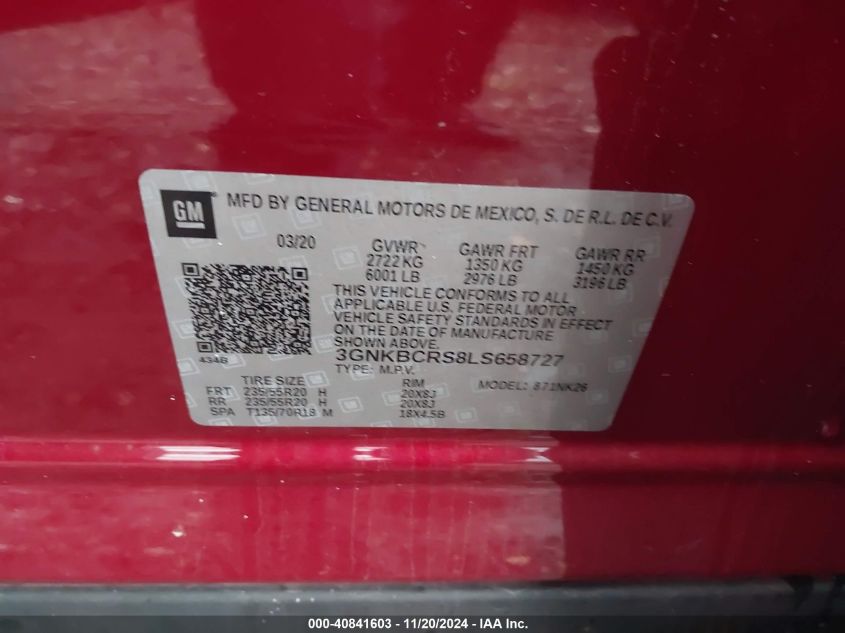 GM
MFD BY GENERAL MOTORS DE MEXICO, S. DE R.L. DE C.V.
03/20 GVWR GAWR FRT GAWR RR
2722 KG 1350 KG 1450 KG
6001 LB 2976 LB 3196 LB
THIS VEHICLE CONFORMS TO ALL
APPLICABLE U.S. FEDERAL MOTOR
VEHICLE SAFETY STANDARDS IN
EFFECT ON THE DATE OF MANUFACTURE
SHOWN ABOVE.
434B
3GNKBCRS8LS658727
TYPE: M.P.V. MODEL: 871NK26
TIRE SIZE RIM
FRT 235/55R20 H 20X8J
RR 235/55R20 H 20X8J
SPA T135/70R18 M 18X4.5B
000-40841603 - 11/20/2024 - IAA Inc.